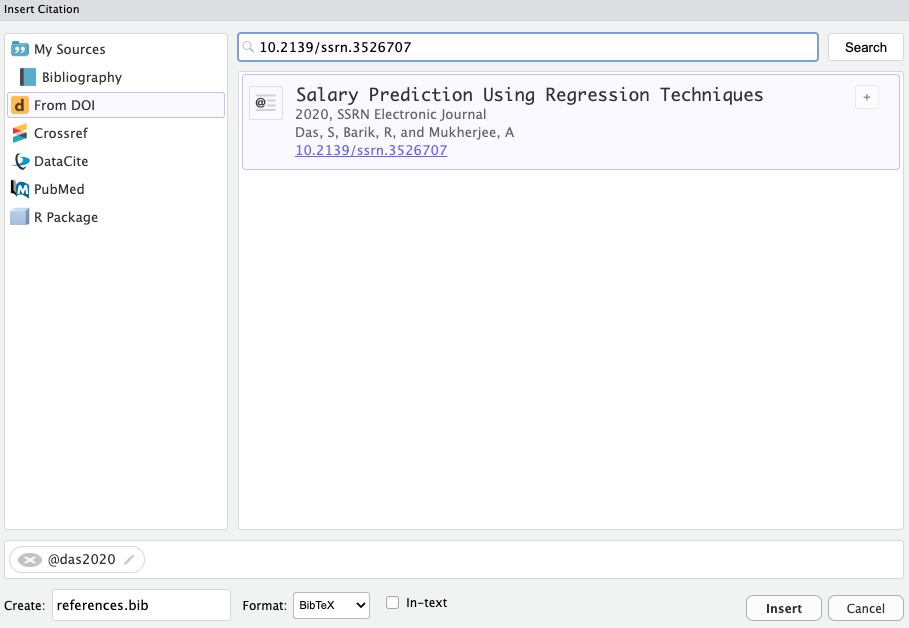 Insert Citation
My Sources
Bibliography
From DOI
Crossref
DataCite
PubMed
R Package
10.2139/ssrn.3526707
Search
@
Salary Prediction Using Regression Techniques
+
2020, SSRN Electronic Journal
Das, S, Barik, R, and Mukherjee, A
10.2139/ssrn.3526707
@das2020
Create: references.bib Format: BibTeX In-text Insert Cancel